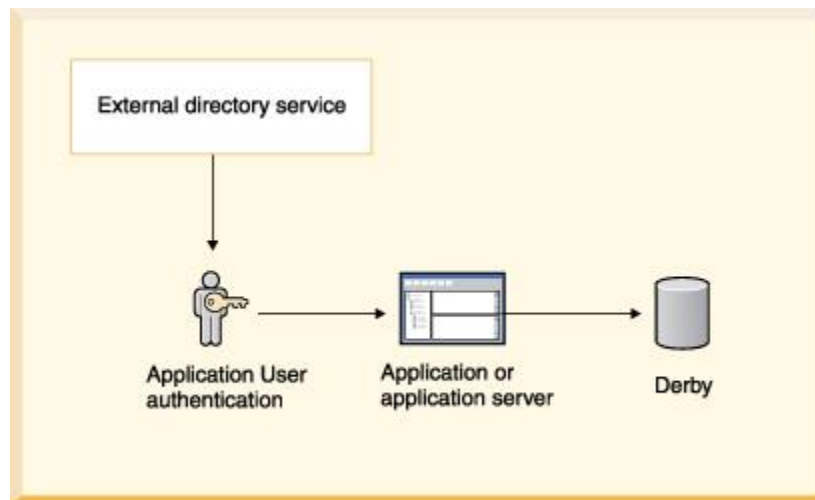 External directory service
Application User
authentication
Application or
application server
Derby